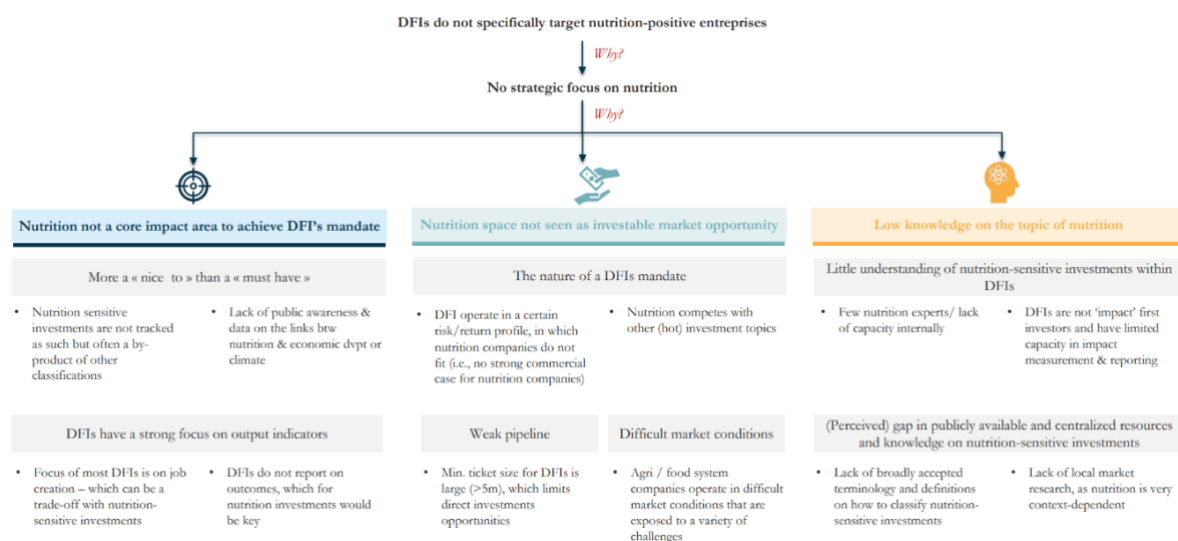 DFIs do not specifically target nutrition-positive entreprises
Why?
No strategic focus on nutrition
Why?
Nutrition not a core impact area to achieve DFI's mandate
More a « nice to » than a « must have »
• Nutrition sensitive
investments are not tracked
as such but often a by-
product of other
classifications
• Lack of public awareness &
data on the links btw
nutrition & economic dvpt or
climate
DFIs have a strong focus on output indicators
• Focus of most DFIs is on job
creation – which can be a
trade-off with nutrition-
sensitive investments
• DFIs do not report on
outcomes, which for
nutrition investments would
be key
Nutrition space not seen as investable market opportunity
The nature of a DFIs mandate
• DFI operate in a certain
risk/return profile, in which
nutrition companies do not
fit (i.e., no strong commercial
case for nutrition companies)
• Nutrition competes with
other (hot) investment topics
Weak pipeline
• Min. ticket size for DFIs is
large (>5m), which limits
direct investments
opportunities
Difficult market conditions
• Agri / food system
companies operate in difficult
market conditions that are
exposed to a variety of
challenges
Low knowledge on the topic of nutrition
Little understanding of nutrition-sensitive investments within
DFIs
• Few nutrition experts/ lack
of capacity internally
• DFIs are not 'impact' first
investors and have limited
capacity in impact
measurement & reporting
(Perceived) gap in publicly available and centralized resources
and knowledge on nutrition-sensitive investments
• Lack of broadly accepted
terminology and definitions
on how to classify nutrition-
sensitive investments
• Lack of local market
research, as nutrition is very
context-dependent